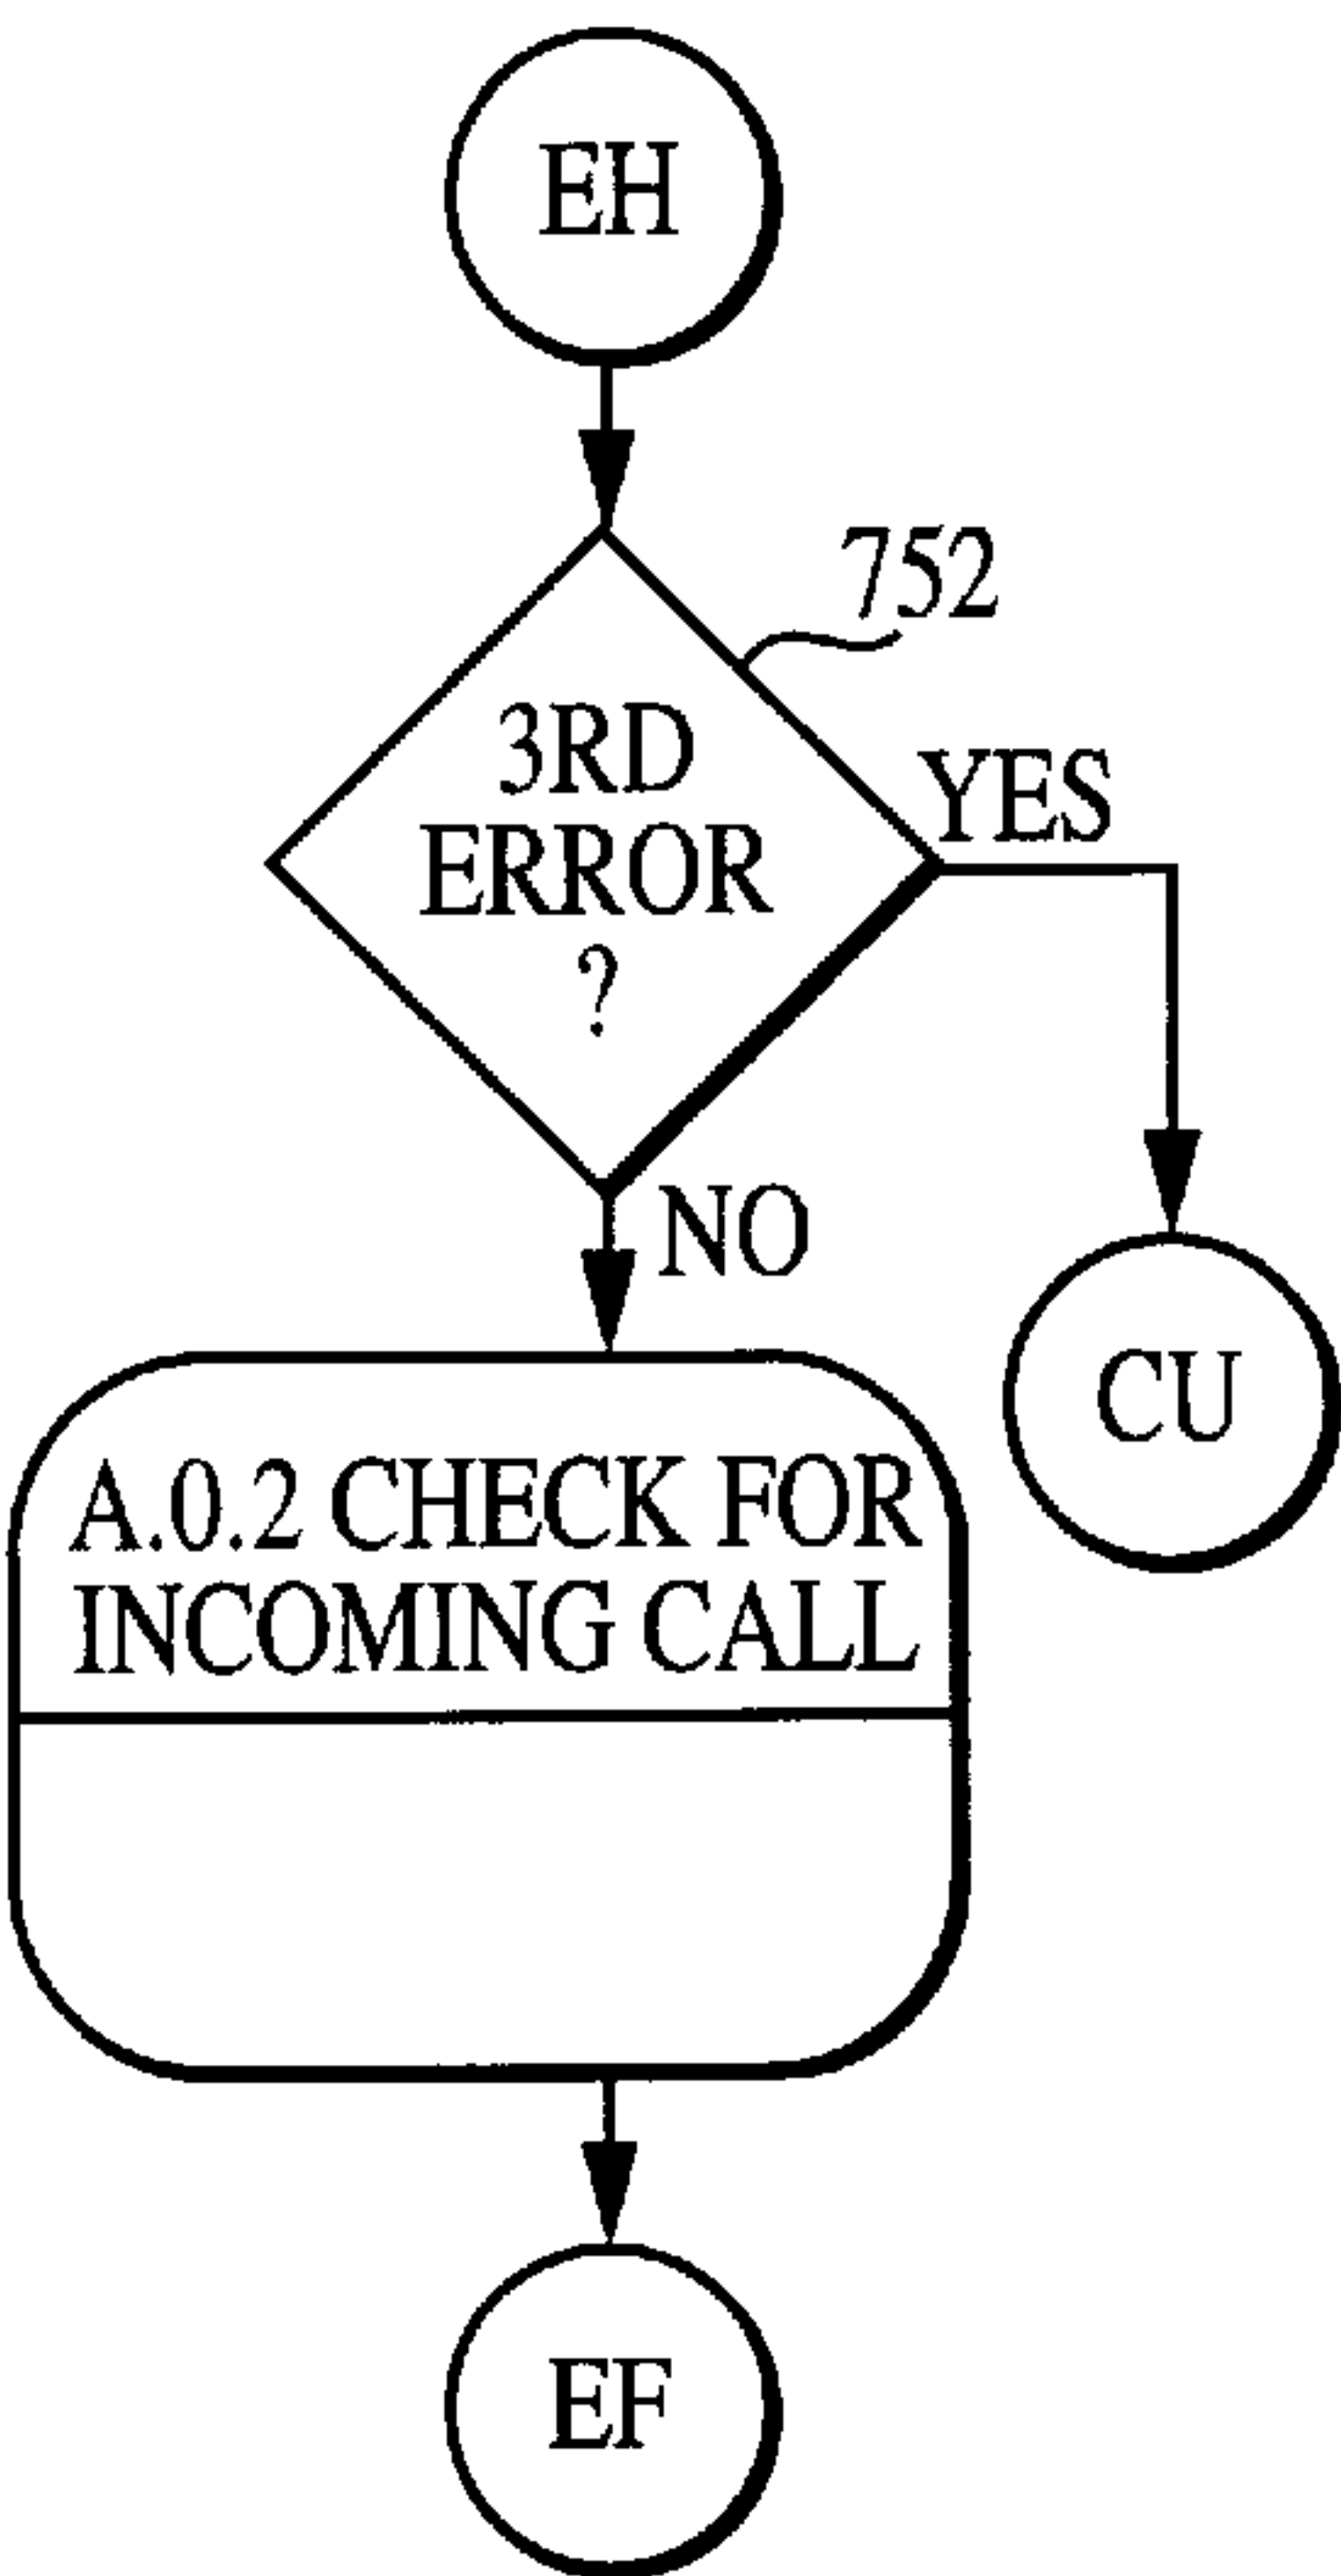 EH
752
3RD
ERROR
?
YES
NO
CU
A.0.2 CHECK FOR
INCOMING CALL
EF